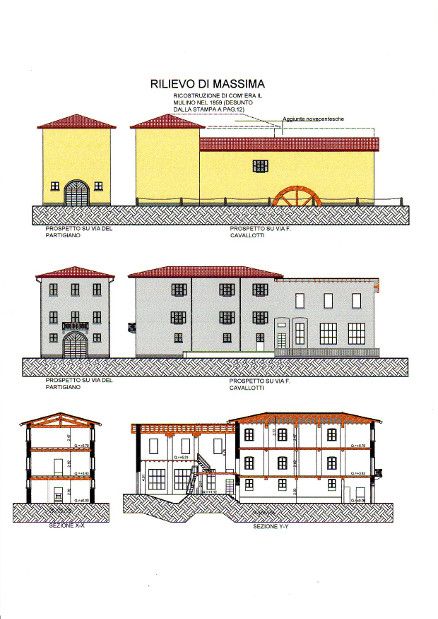 RILIEVO DI MASSIMA
RICOSTRUZIONE DI COM'ERA IL
MULINO NEL 1859 (DESUNTO
DALLA STAMPA A PAG.12)
Aggiunte novecentesche
PROSPETTO SU VIA DEL
PARTIGIANO
PROSPETTO SU VIA F.
CAVALLOTTI
PROSPETTO SU VIA DEL
PARTIGIANO
PROSPETTO SU VIA F.
CAVALLOTTI
SEZIONE X-X
SEZIONE Y-Y